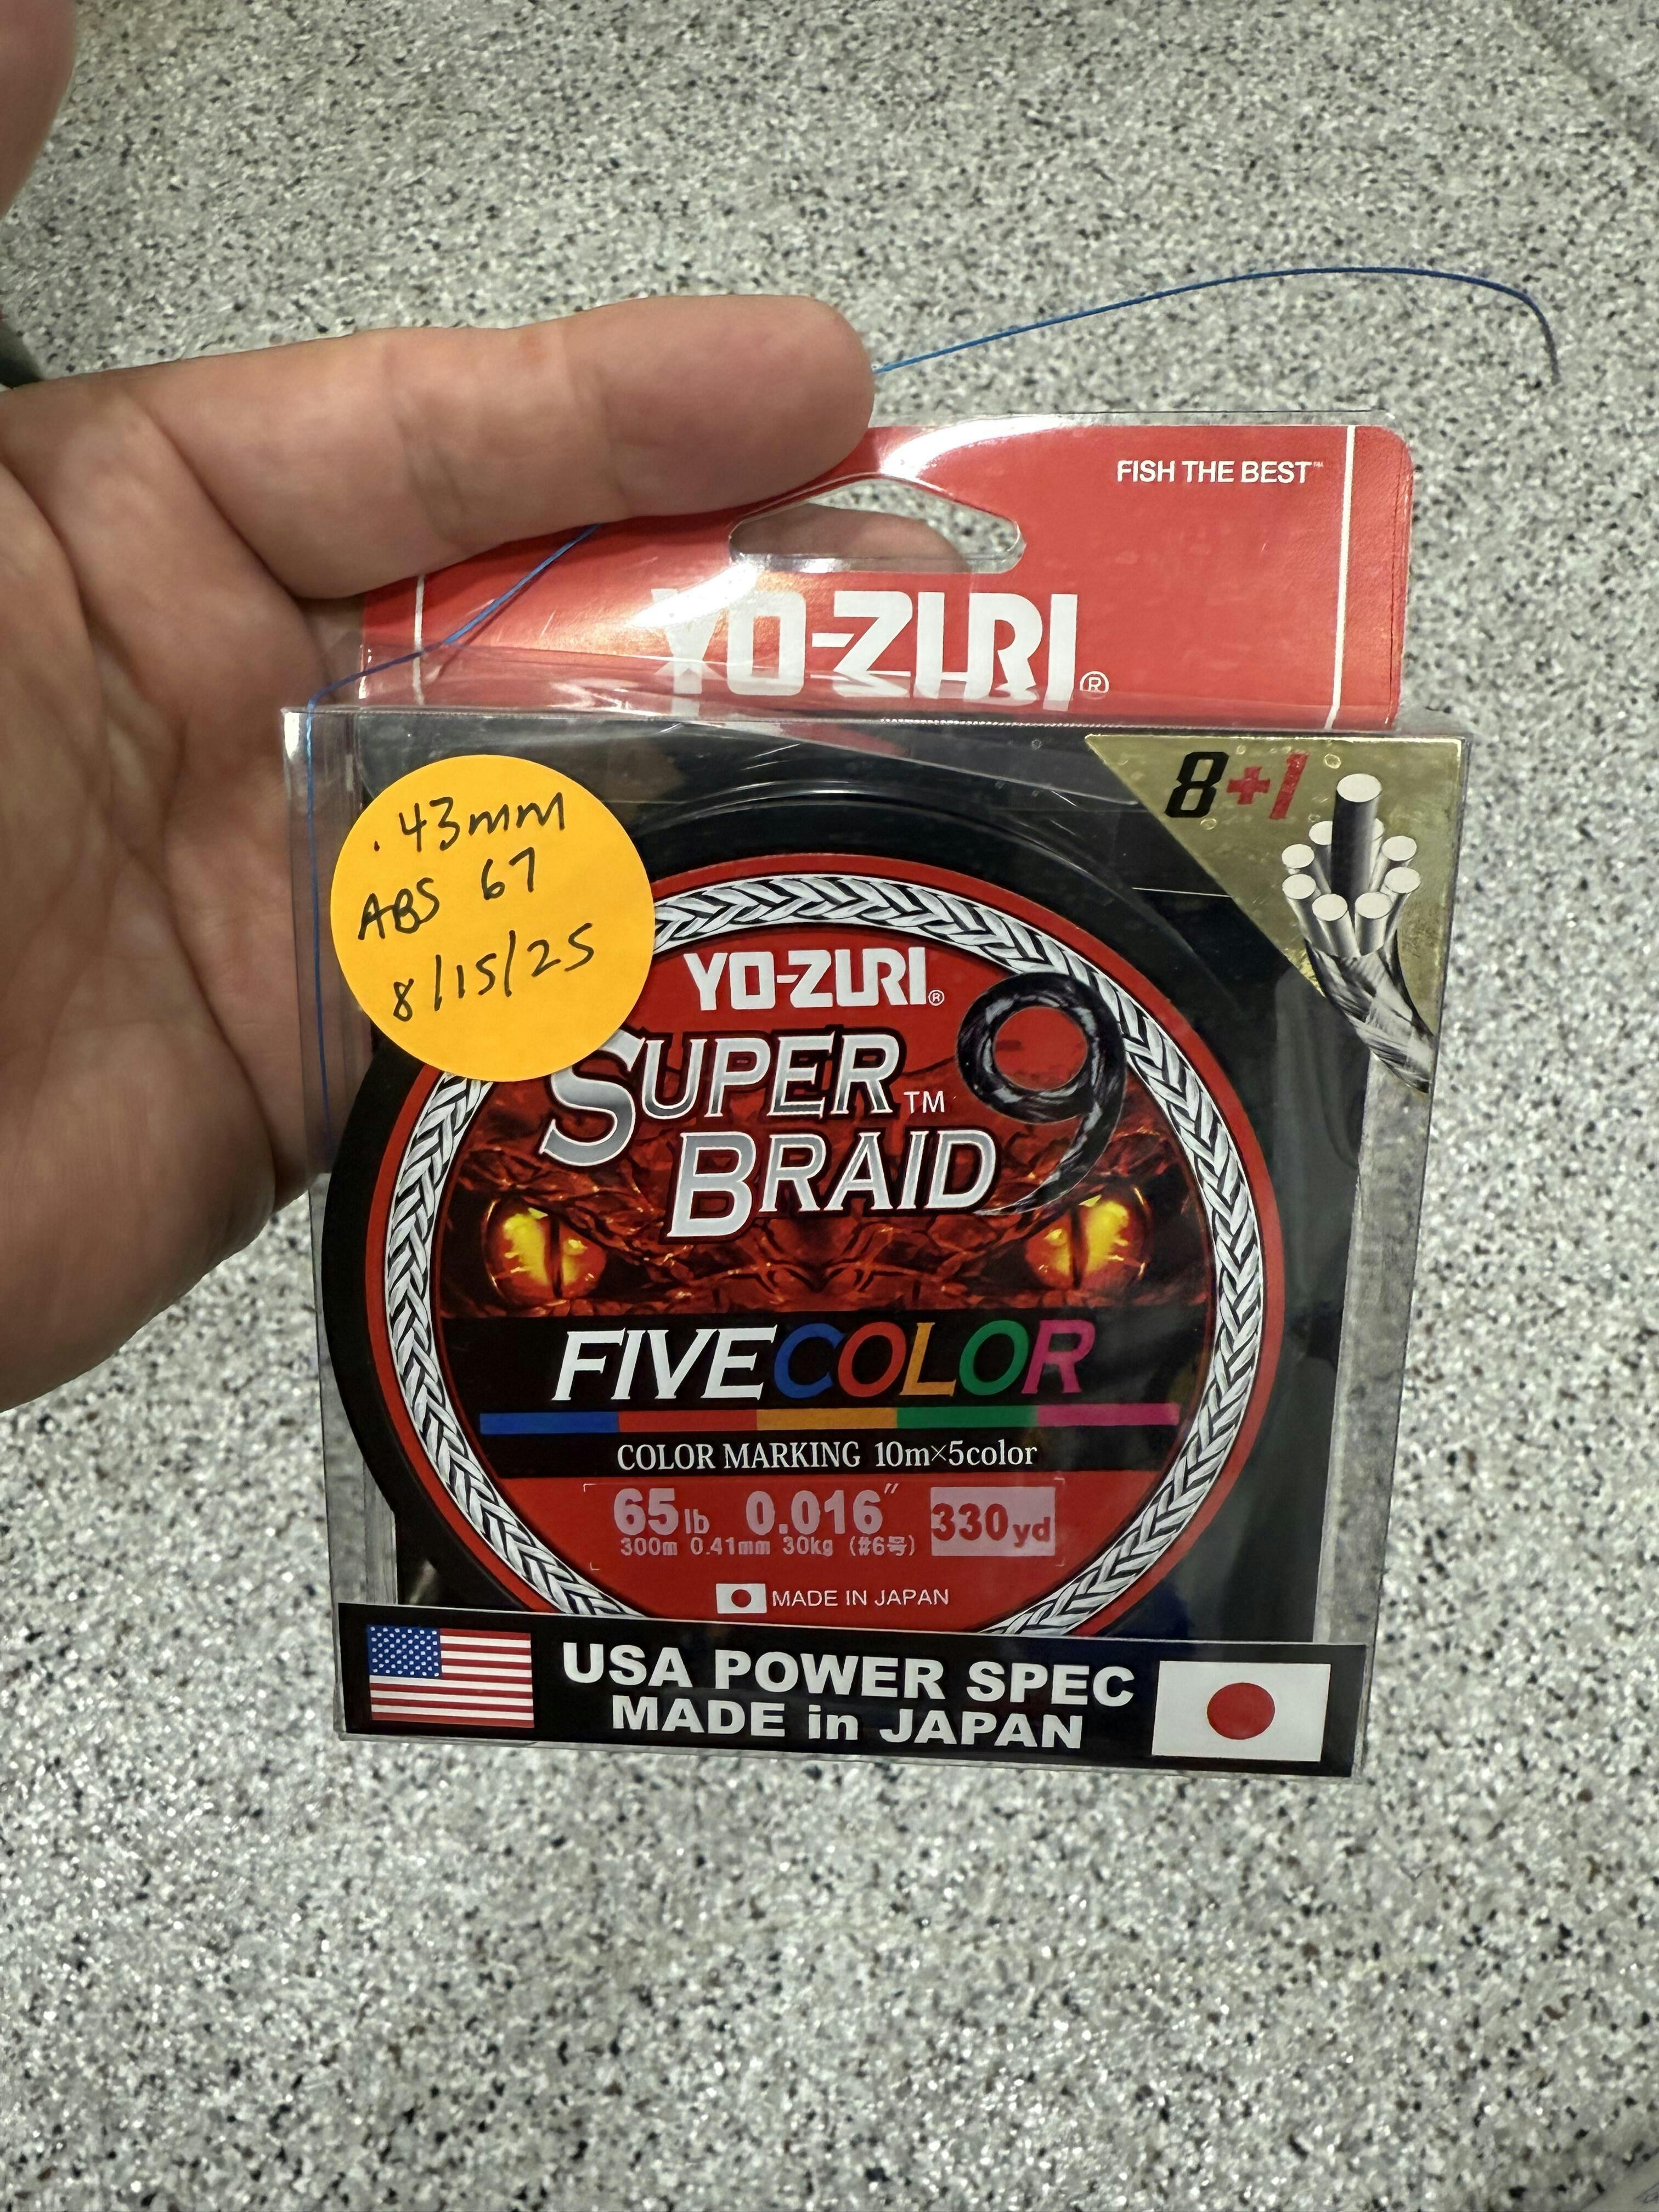 FISH THE BEST™
YO-ZURI®
8+1
.43mm
ABS 67
8/15/25
YO-ZURI®
SUPER™ 9
BRAID
FIVECOLOR
COLOR MARKING 10m×5color
65lb 0.016″ 330yd
300m 0.41mm 30kg (#6号)
MADE IN JAPAN
USA POWER SPEC
MADE in JAPAN